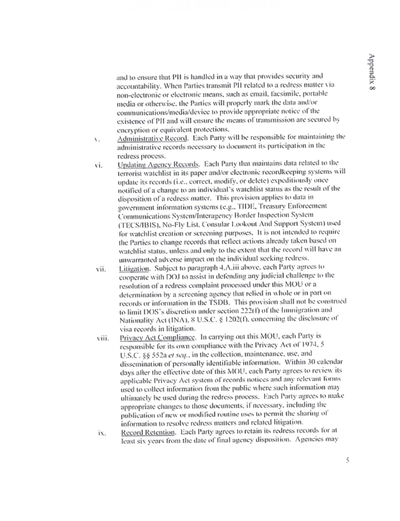 Appendix 8
and to ensure that PII is handled in a way that provides security and
accountability. When Parties transmit PII related to a redress matter via
non-electronic or electronic means, such as email, facsimile, portable
media or otherwise, the Parties will properly mark the data and/or
communications/media/device to provide appropriate notice of the
existence of PII and will ensure the means of transmission are secured by
encryption or equivalent protections.
v. Administrative Record. Each Party will be responsible for maintaining the
administrative records necessary to document its participation in the
redress process.
vi. Updating Agency Records. Each Party that maintains data related to the
terrorist watchlist in its paper and/or electronic recordkeeping systems will
update its records (i.e., correct, modify, or delete) expeditiously once
notified of a change to an individual's watchlist status as the result of the
disposition of a redress matter. This provision applies to data in
government information systems (e.g., TIDE, Treasury Enforcement
Communications System/Interagency Border Inspection System
(TECS/IBIS), No-Fly List, Consular Lookout And Support System) used
for watchlist creation or screening purposes. It is not intended to require
the Parties to change records that reflect actions already taken based on
watchlist status, unless and only to the extent that the record will have an
unwarranted adverse impact on the individual seeking redress.
vii. Litigation. Subject to paragraph 4.A.iii above, each Party agrees to
cooperate with DOJ to assist in defending any judicial challenge to the
resolution of a redress complaint processed under this MOU or a
determination by a screening agency that relied in whole or in part on
records or information in the TSDB. This provision shall not be construed
to limit DOS's discretion under section 222(f) of the Immigration and
Nationality Act (INA), 8 U.S.C. § 1202(f), concerning the disclosure of
visa records in litigation.
viii. Privacy Act Compliance. In carrying out this MOU, each Party is
responsible for its own compliance with the Privacy Act of 1974, 5
U.S.C. §§ 552a et seq., in the collection, maintenance, use, and
dissemination of personally identifiable information. Within 30 calendar
days after the effective date of this MOU, each Party agrees to review its
applicable Privacy Act system of records notices and any relevant forms
used to collect information from the public where such information may
ultimately be used during the redress process. Each Party agrees to make
appropriate changes to those documents, if necessary, including the
publication of new or modified routine uses to permit the sharing of
information to resolve redress matters and related litigation.
ix. Record Retention. Each Party agrees to retain its redress records for at
least six years from the date of final agency disposition. Agencies may
5